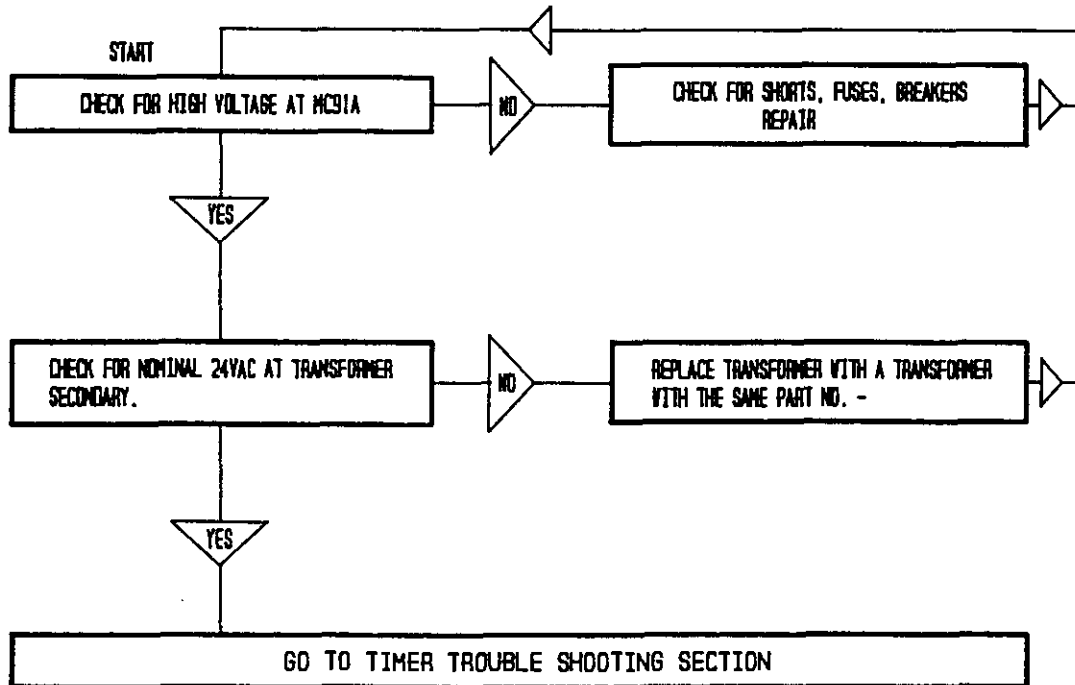 START
CHECK FOR HIGH VOLTAGE AT MC91A
NO
CHECK FOR SHORTS, FUSES, BREAKERS
REPAIR
YES
CHECK FOR NOMINAL 24VAC AT TRANSFORMER
SECONDARY.
NO
REPLACE TRANSFORMER WITH A TRANSFORMER
WITH THE SAME PART NO. -
YES
GO TO TIMER TROUBLE SHOOTING SECTION